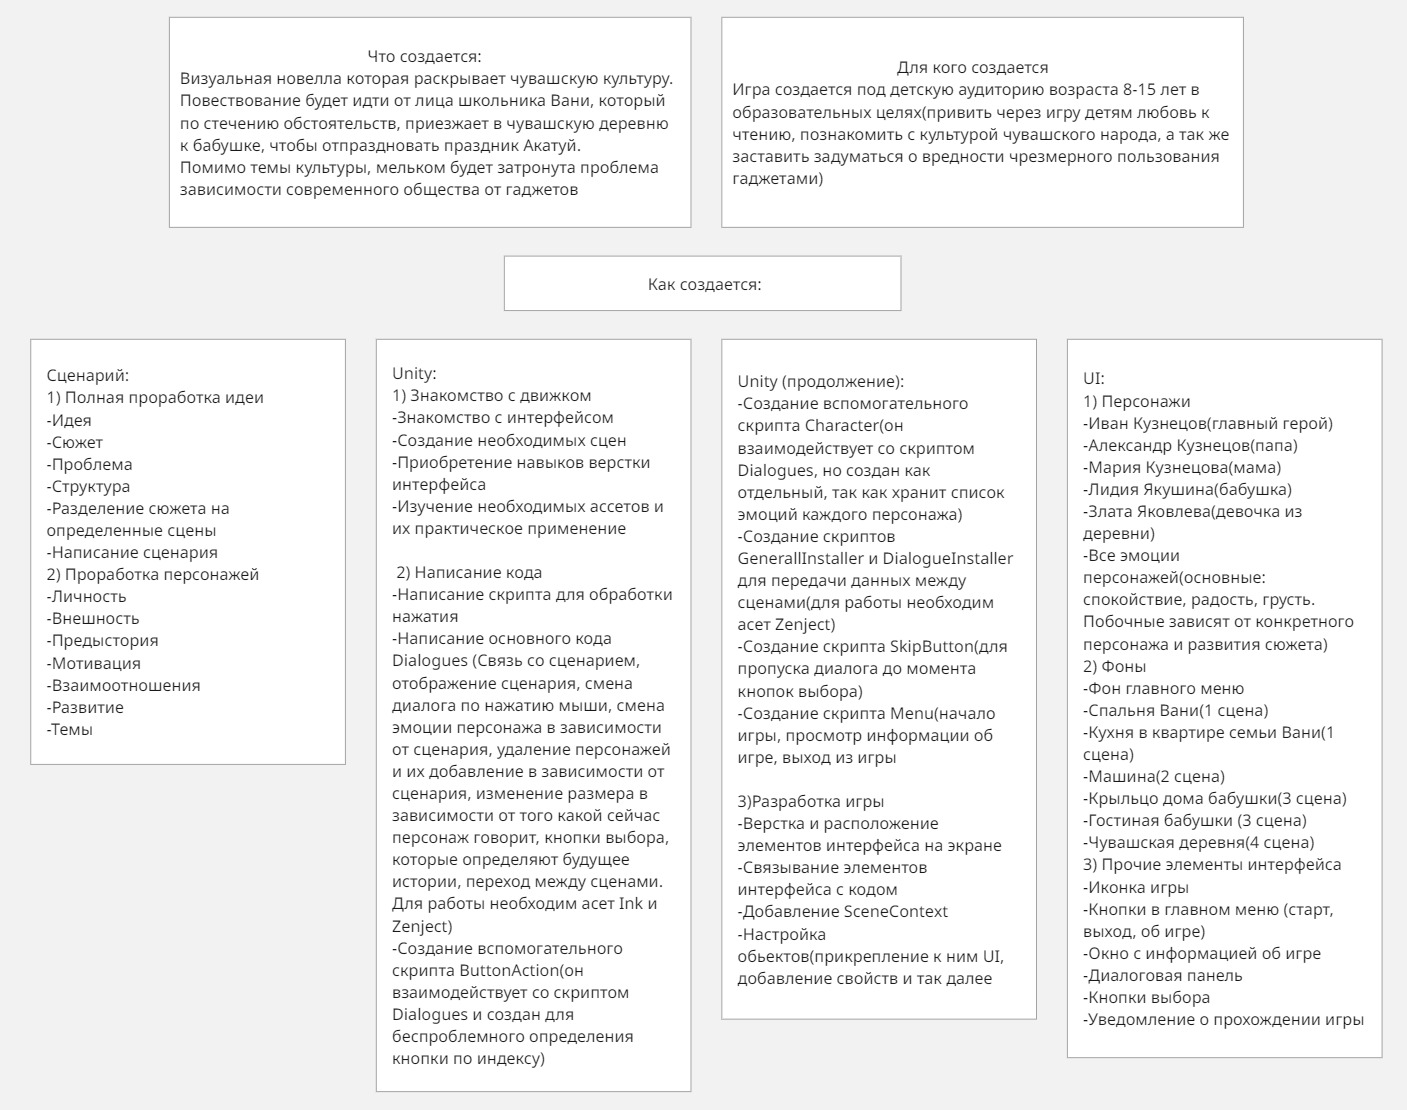 Что создается:
Визуальная новелла которая раскрывает чувашскую культуру.
Повествование будет идти от лица школьника Вани, который
по стечению обстоятельств, приезжает в чувашскую деревню
к бабушке, чтобы отпраздновать праздник Акатуй.
Помимо темы культуры, мельком будет затронута проблема
зависимости современного общества от гаджетов
Для кого создается
Игра создается под детскую аудиторию возраста 8-15 лет в
образовательных целях(привить через игру детям любовь к
чтению, познакомить с культурой чувашского народа, а так же
заставить задуматься о вредности чрезмерного пользования
гаджетами)
Как создается:
Сценарий:
1) Полная проработка идеи
-Идея
-Сюжет
-Проблема
-Структура
-Разделение сюжета на
определенные сцены
-Написание сценария
2) Проработка персонажей
-Личность
-Внешность
-Предыстория
-Мотивация
-Взаимоотношения
-Развитие
-Темы
Unity:
1) Знакомство с движком
-Знакомство с интерфейсом
-Создание необходимых сцен
-Приобретение навыков верстки
интерфейса
-Изучение необходимых ассетов и
их практическое применение
2) Написание кода
-Написание скрипта для обработки
нажатия
-Написание основного кода
Dialogues (Связь со сценарием,
отображение сценария, смена
диалога по нажатию мыши, смена
эмоции персонажа в зависимости
от сценария, удаление персонажей
и их добавление в зависимости от
сценария, изменение размера в
зависимости от того какой сейчас
персонаж говорит, кнопки выбора,
которые определяют будущее
истории, переход между сценами.
Для работы необходим асет Ink и
Zenject)
-Создание вспомогательного
скрипта ButtonAction(он
взаимодействует со скриптом
Dialogues и создан для
беспроблемного определения
кнопки по индексу)
Unity (продолжение):
-Создание вспомогательного
скрипта Character(он
взаимодействует со скриптом
Dialogues, но создан как
отдельный, так как хранит список
эмоций каждого персонажа)
-Создание скриптов
GenerallInstaller и DialogueInstaller
для передачи данных между
сценами(для работы необходим
асет Zenject)
-Создание скрипта SkipButton(для
пропуска диалога до момента
кнопок выбора)
-Создание скрипта Menu(начало
игры, просмотр информации об
игре, выход из игры
3)Разработка игры
-Верстка и расположение
элементов интерфейса на экране
-Связывание элементов
интерфейса с кодом
-Добавление SceneContext
-Настройка
обьектов(прикрепление к ним UI,
добавление свойств и так далее
UI:
1) Персонажи
-Иван Кузнецов(главный герой)
-Александр Кузнецов(папа)
-Мария Кузнецова(мама)
-Лидия Якушина(бабушка)
-Злата Яковлева(девочка из
деревни)
-Все эмоции
персонажей(основные:
спокойствие, радость, грусть.
Побочные зависят от конкретного
персонажа и развития сюжета)
2) Фоны
-Фон главного меню
-Спальня Вани(1 сцена)
-Кухня в квартире семьи Вани(1
сцена)
-Машина(2 сцена)
-Крыльцо дома бабушки(3 сцена)
-Гостиная бабушки (3 сцена)
-Чувашская деревня(4 сцена)
3) Прочие элементы интерфейса
-Иконка игры
-Кнопки в главном меню (старт,
выход, об игре)
-Окно с информацией об игре
-Диалоговая панель
-Кнопки выбора
-Уведомление о прохождении игры